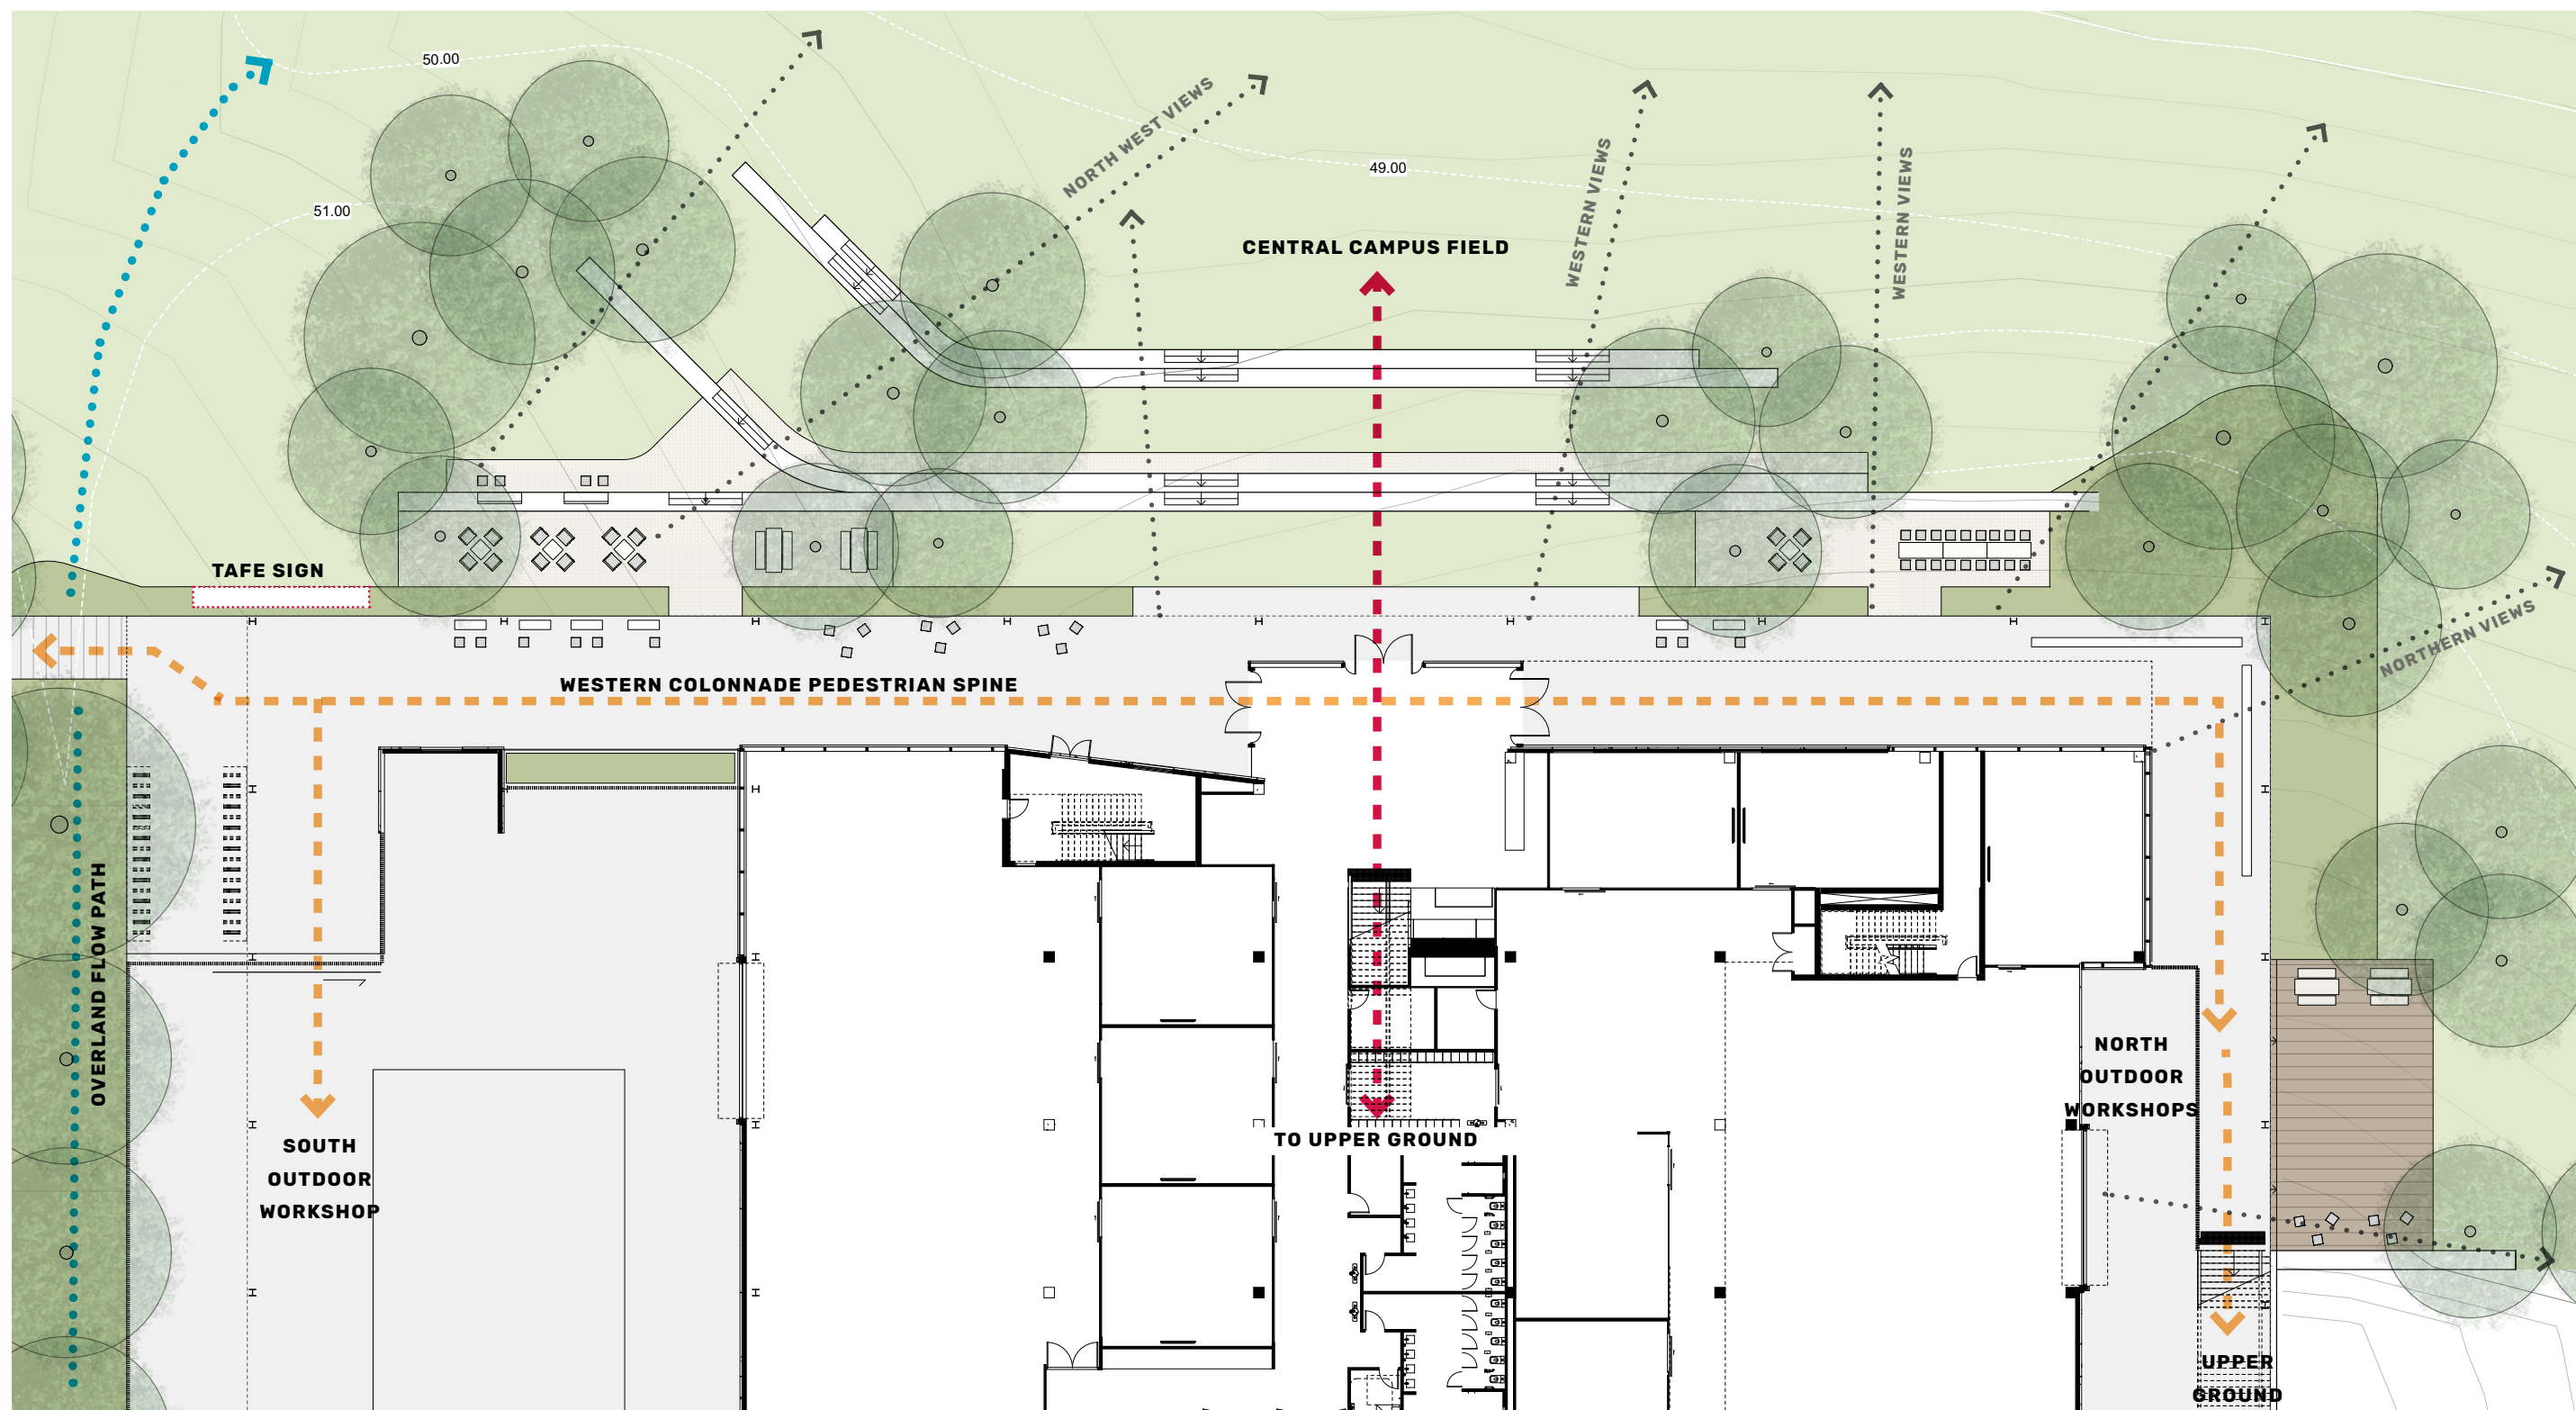 50.00
NORTH WEST VIEWS
WESTERN VIEWS
WESTERN VIEWS
49.00
51.00
CENTRAL CAMPUS FIELD
TAFE SIGN
NORTHERN VIEWS
WESTERN COLONNADE PEDESTRIAN SPINE
OVERLAND FLOW PATH
NORTH
OUTDOOR
WORKSHOPS
SOUTH
OUTDOOR
WORKSHOP
TO UPPER GROUND
UPPER
GROUND